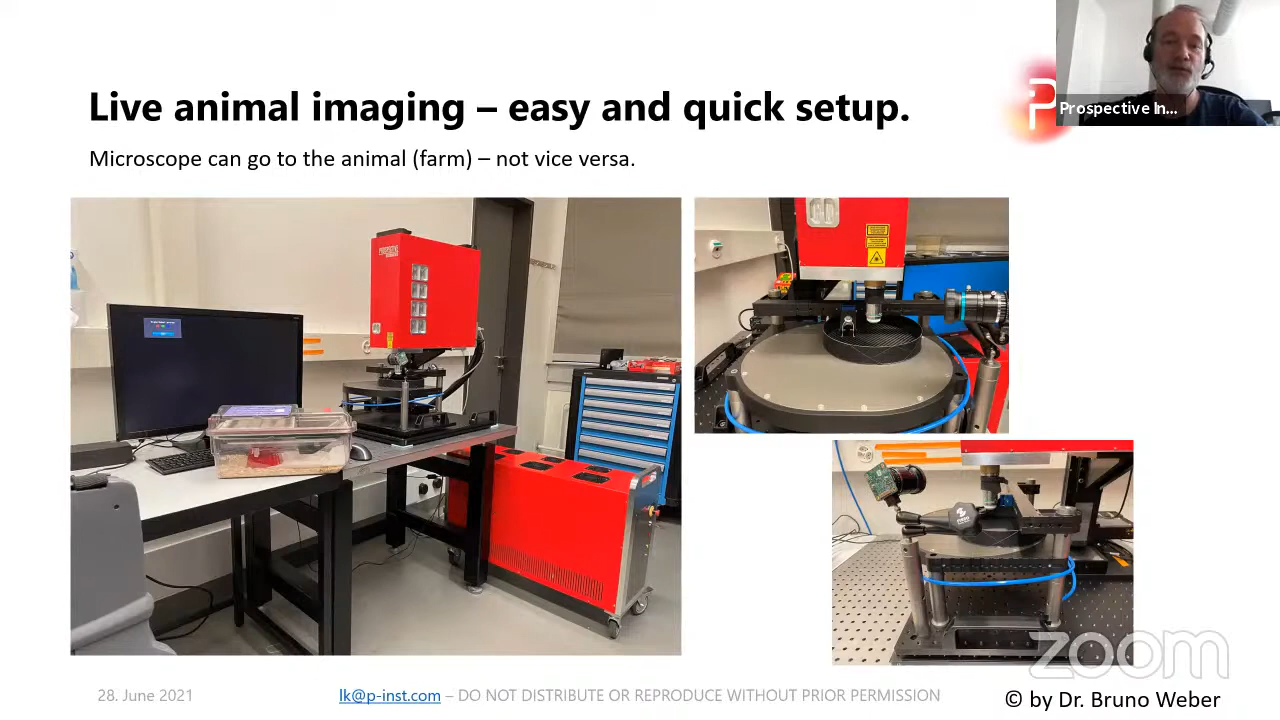 Live animal imaging – easy and quick setup.
Microscope can go to the animal (farm) – not vice versa.
Prospective In...
28. June 2021
lk@p-inst.com – DO NOT DISTRIBUTE OR REPRODUCE WITHOUT PRIOR PERMISSION
© by Dr. Bruno Weber
zoom